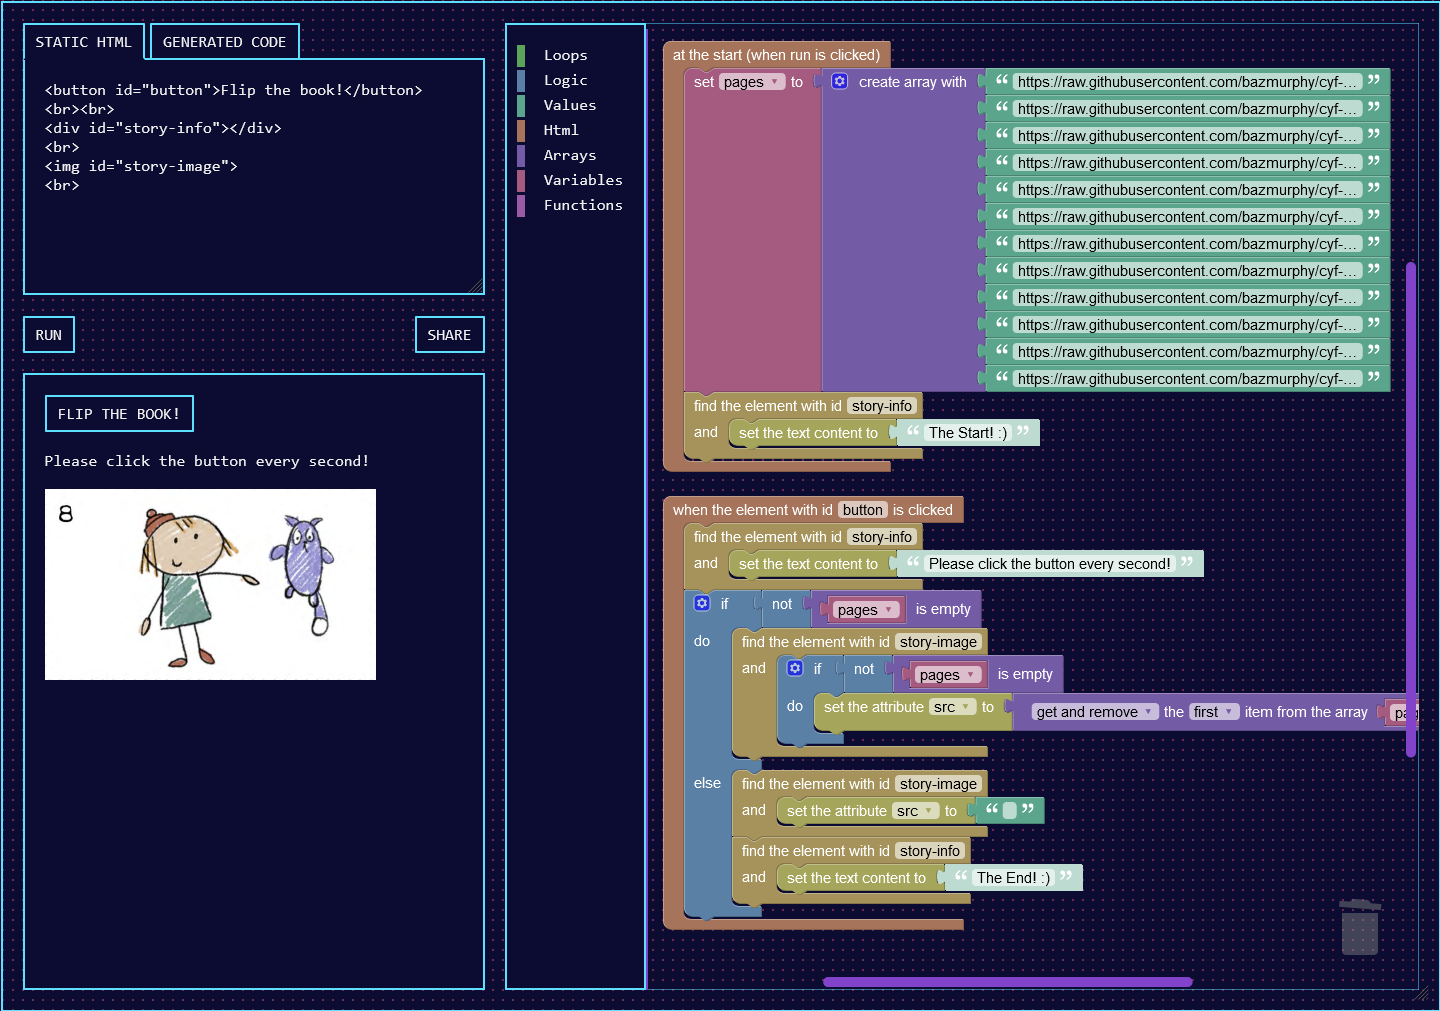 STATIC HTML
GENERATED CODE
<button id="button">Flip the book!</button>
<br><br>
<div id="story-info"></div>
<br>
<img id="story-image">
<br>
RUN
SHARE
FLIP THE BOOK!
Please click the button every second!
8
Loops
Logic
Values
Html
Arrays
Variables
Functions
at the start (when run is clicked)
set pages ▾ to create array with “ https://raw.githubusercontent.com/bazmurphy/cyf-... ”
“ https://raw.githubusercontent.com/bazmurphy/cyf-... ”
“ https://raw.githubusercontent.com/bazmurphy/cyf-... ”
“ https://raw.githubusercontent.com/bazmurphy/cyf-... ”
“ https://raw.githubusercontent.com/bazmurphy/cyf-... ”
“ https://raw.githubusercontent.com/bazmurphy/cyf-... ”
“ https://raw.githubusercontent.com/bazmurphy/cyf-... ”
“ https://raw.githubusercontent.com/bazmurphy/cyf-... ”
“ https://raw.githubusercontent.com/bazmurphy/cyf-... ”
“ https://raw.githubusercontent.com/bazmurphy/cyf-... ”
“ https://raw.githubusercontent.com/bazmurphy/cyf-... ”
“ https://raw.githubusercontent.com/bazmurphy/cyf-... ”
find the element with id story-info
and set the text content to “ The Start! :) ”
when the element with id button is clicked
find the element with id story-info
and set the text content to “ Please click the button every second! ”
if not pages ▾ is empty
do find the element with id story-image
and if not pages ▾ is empty
do set the attribute src ▾ to get and remove ▾ the first ▾ item from the array
else find the element with id story-image
and set the attribute src ▾ to “ ”
find the element with id story-info
and set the text content to “ The End! :) ”